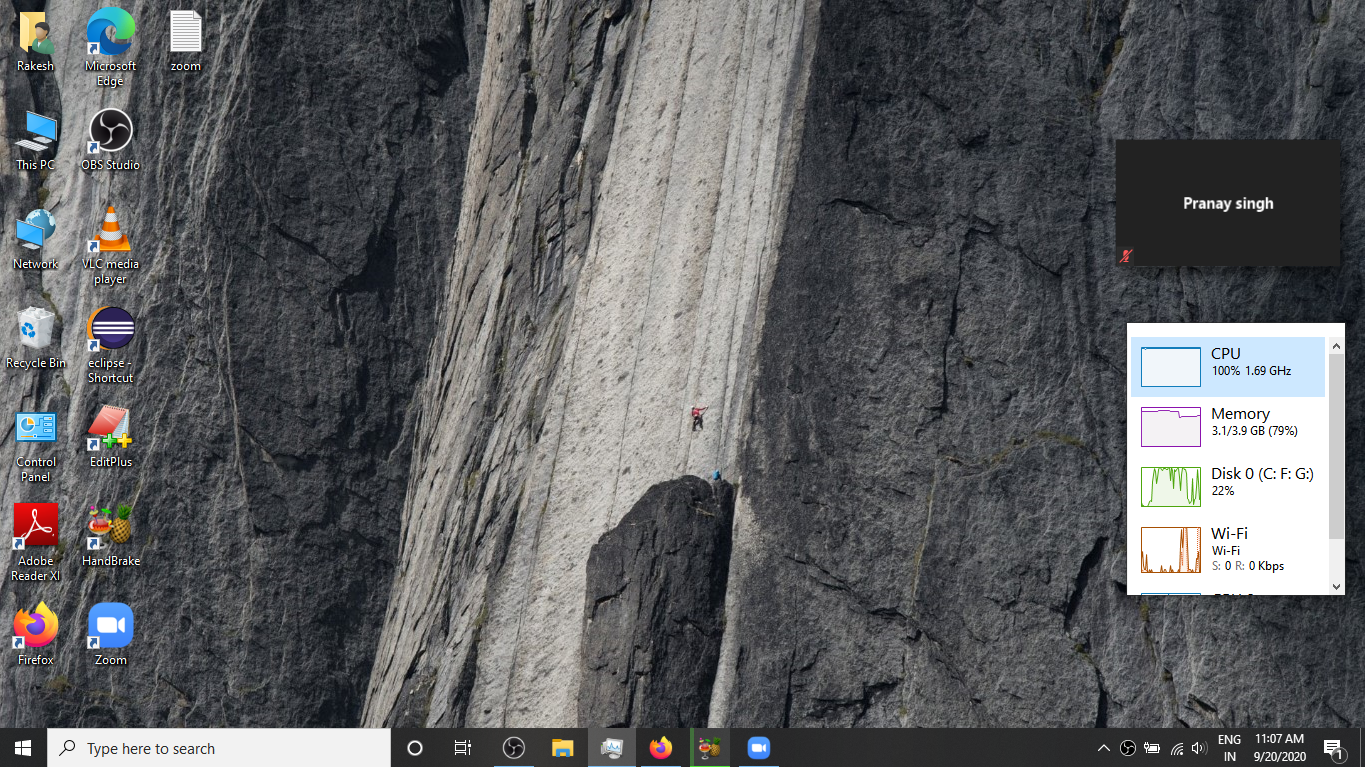 Rakesh
Microsoft
Edge
zoom
This PC
OBS Studio
Network
VLC media
player
Recycle Bin
eclipse -
Shortcut
Control
Panel
EditPlus
Adobe
Reader XI
HandBrake
Firefox
Zoom
Pranay singh
CPU
100% 1.69 GHz
Memory
3.1/3.9 GB (79%)
Disk 0 (C: F: G:)
22%
Wi-Fi
Wi-Fi
S: 0 R: 0 Kbps
Type here to search
ENG
IN
11:07 AM
9/20/2020
1